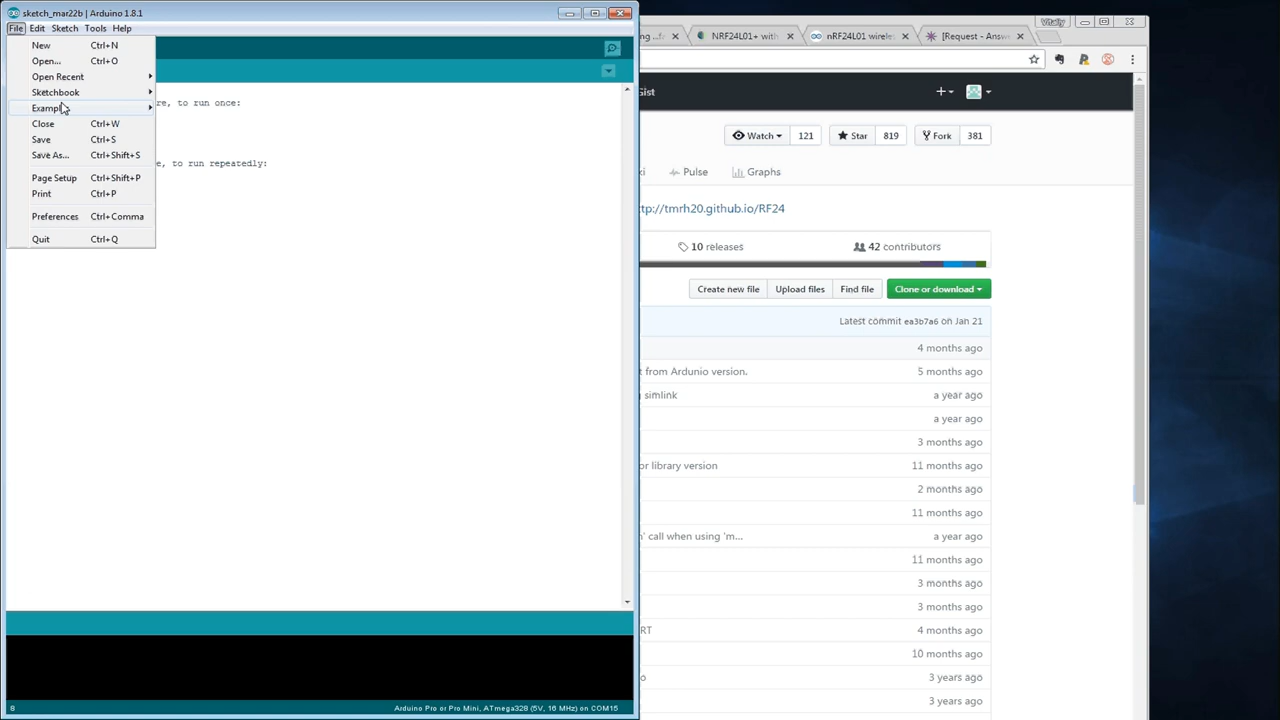 sketch_mar22b | Arduino 1.8.1
File Edit Sketch Tools Help
New Ctrl+N
Open... Ctrl+O
Open Recent
Sketchbook
Close Ctrl+W
Save Ctrl+S
Save As... Ctrl+Shift+S
Page Setup Ctrl+Shift+P
Print Ctrl+P
Preferences Ctrl+Comma
Quit Ctrl+Q
re, to run once:
e, to run repeatedly:
8
Arduino Pro or Pro Mini, ATmega328 (5V, 16 MHz) on COM15
Vitaliy
NRF24L01+ with
nRF24L01 wireles
[Request - Answe
Gist
Watch 121 Star 819 Fork 381
Pulse Graphs
ttp://tmrh20.github.io/RF24
10 releases 42 contributors
Create new file Upload files Find file Clone or download
Latest commit ea3b7a6 on Jan 21
4 months ago
t from Ardunio version. 5 months ago
simlink a year ago
a year ago
3 months ago
or library version 11 months ago
2 months ago
11 months ago
' call when using 'm... a year ago
11 months ago
3 months ago
3 months ago
RT 4 months ago
10 months ago
3 years ago
3 years ago